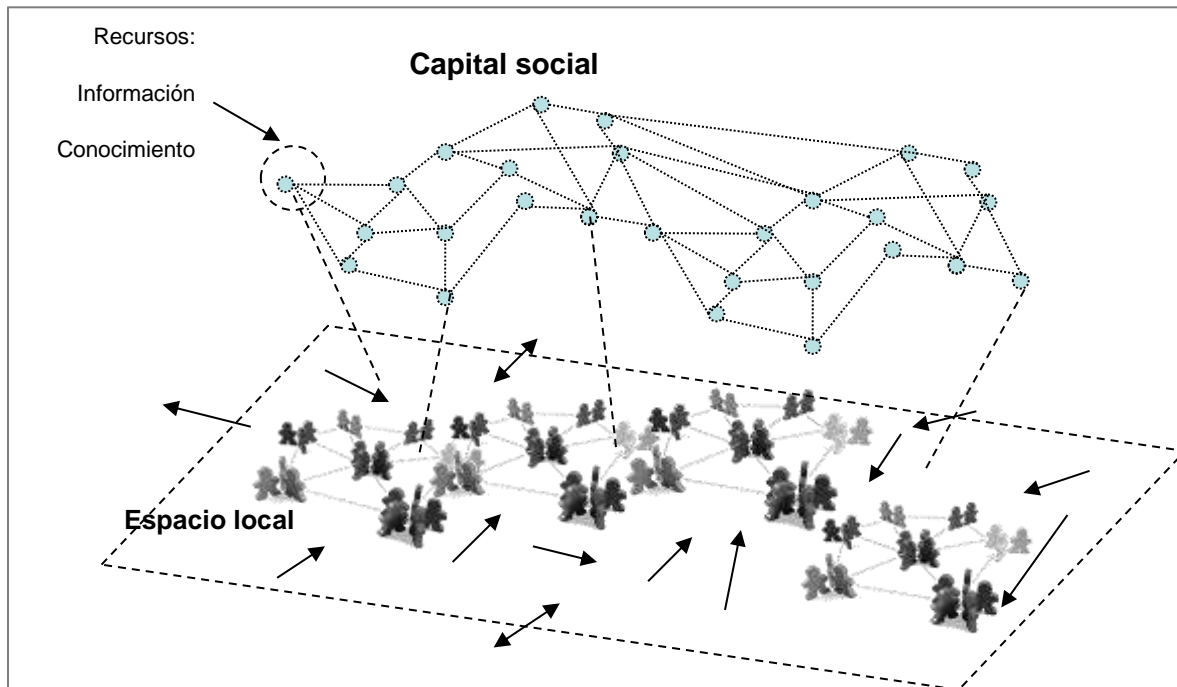 Recursos:
Capital social
Información
Conocimiento
Espacio local